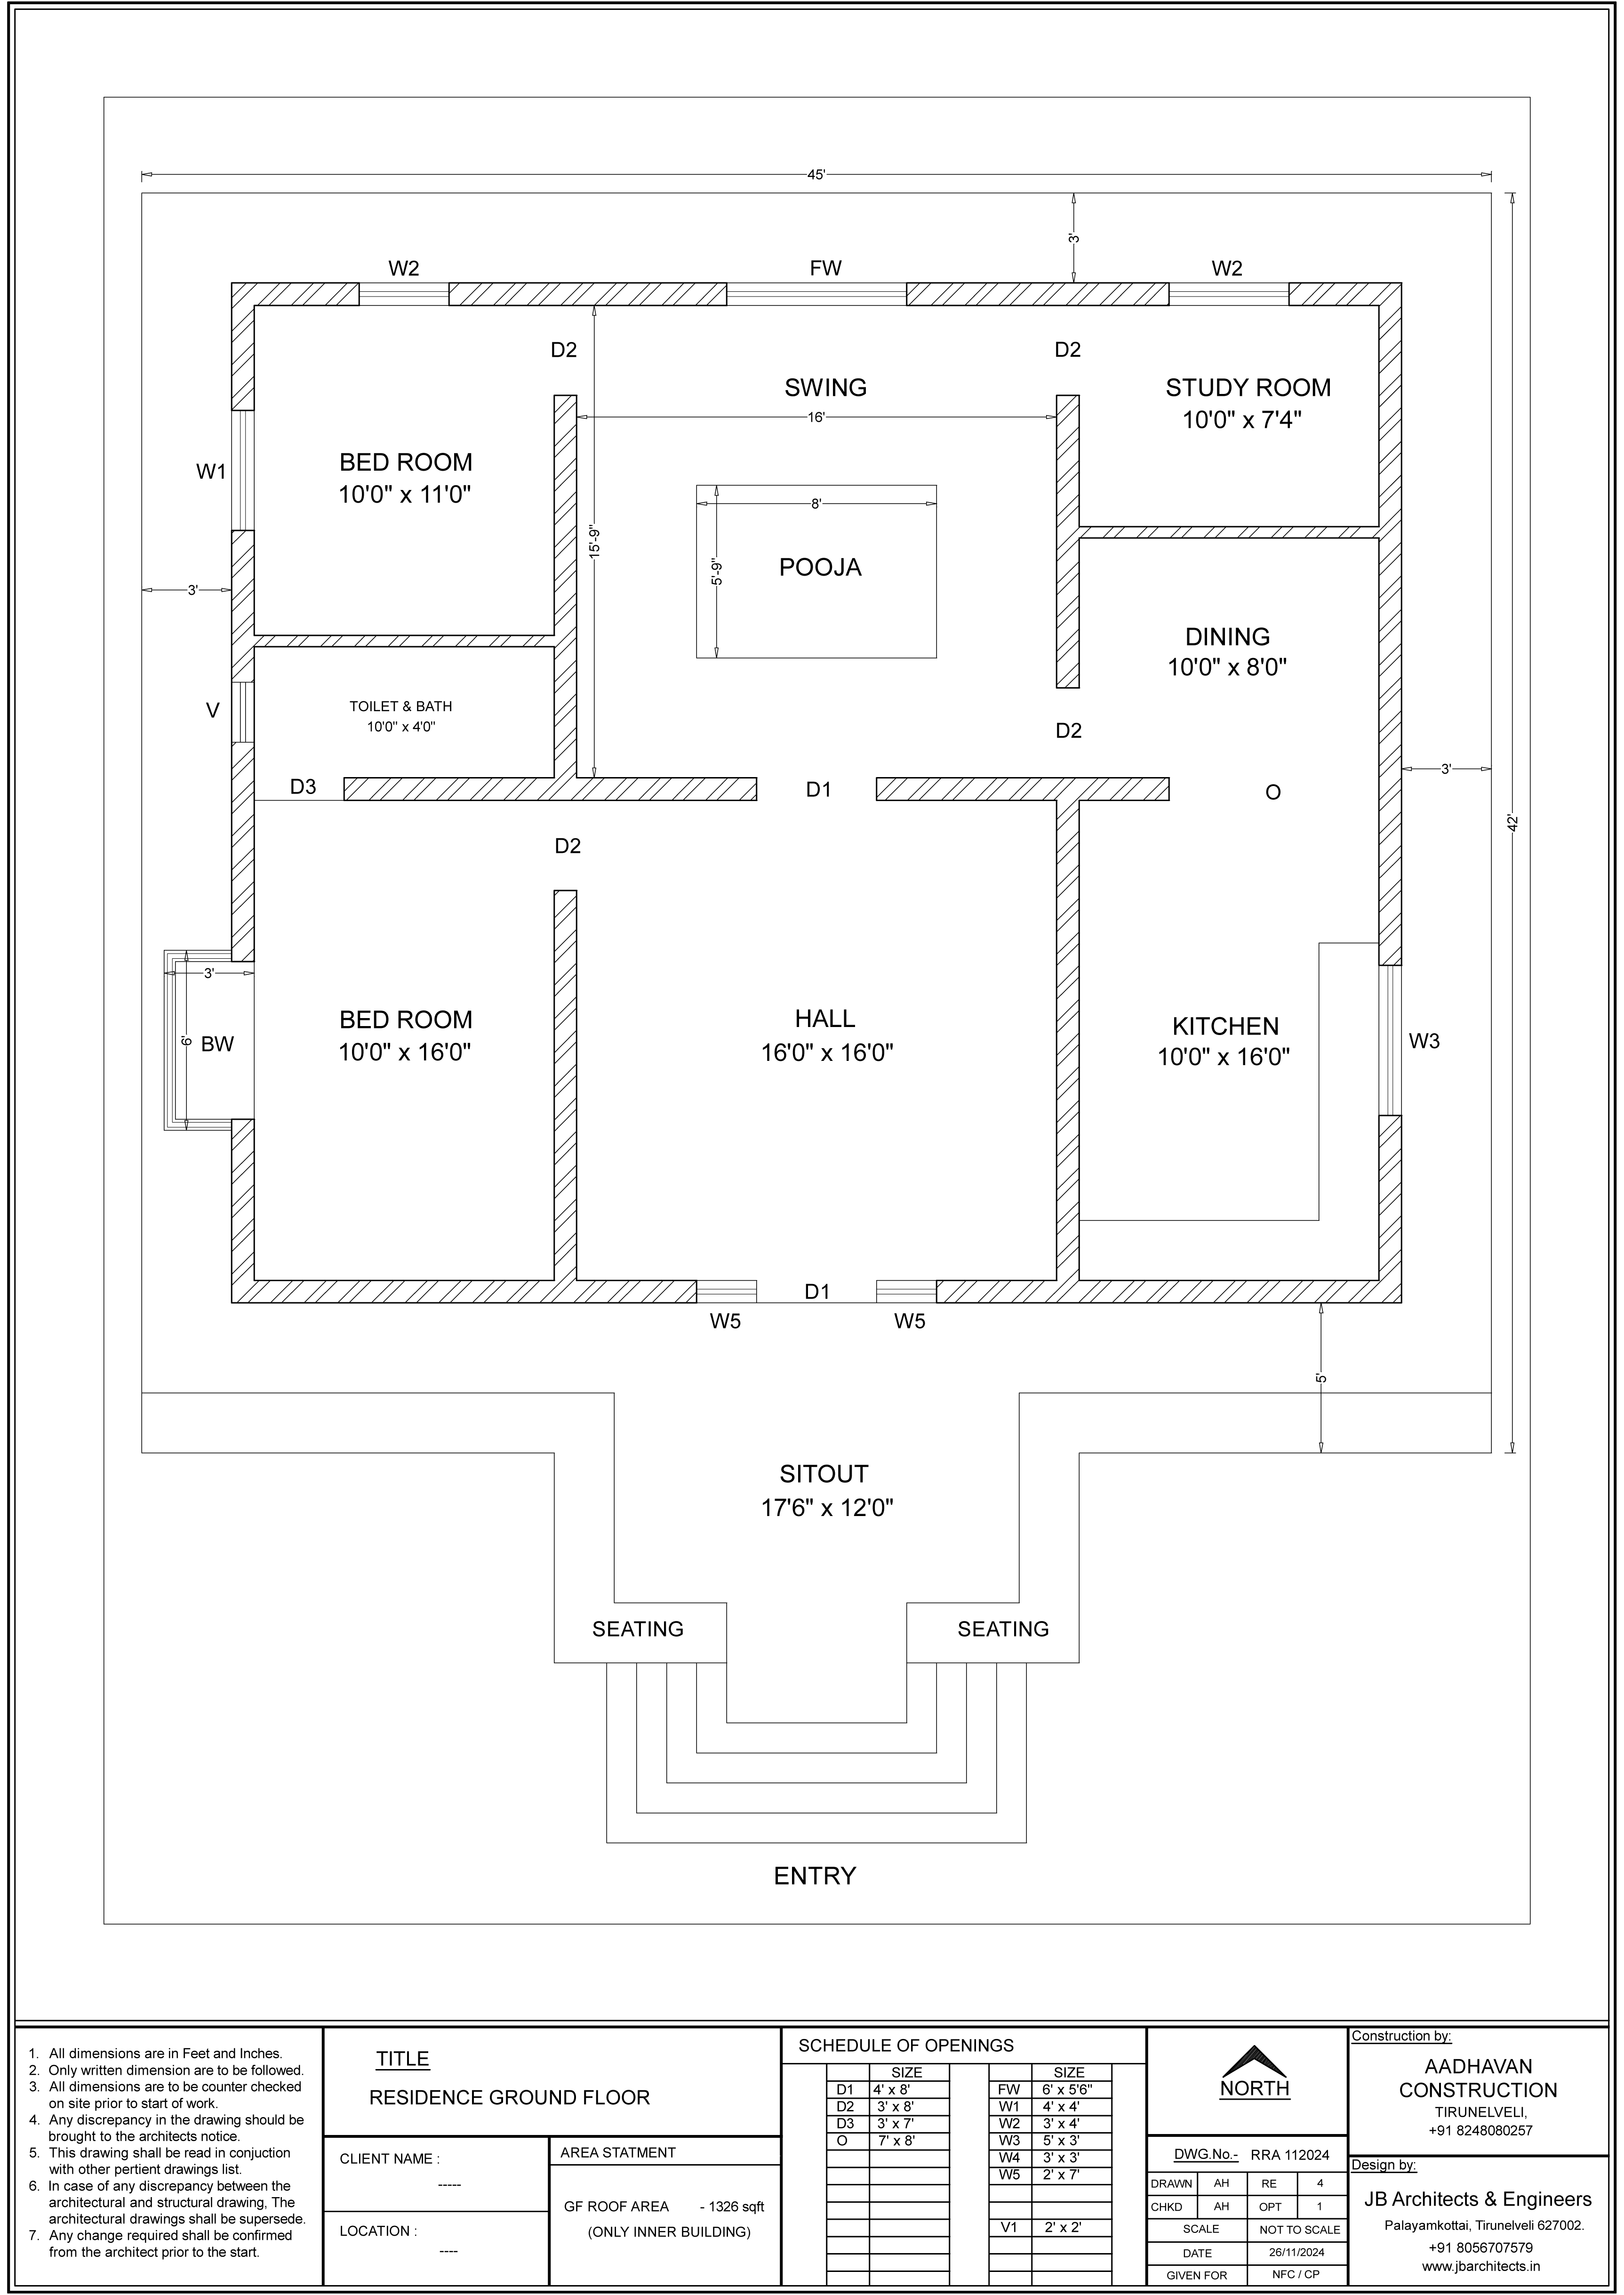 45'
3'
W2
FW
W2
D2
D2
SWING
16'
STUDY ROOM
10'0" x 7'4"
BED ROOM
10'0" x 11'0"
W1
15'-9"
8'
5'-9"
POOJA
3'
DINING
10'0" x 8'0"
TOILET & BATH
10'0" x 4'0"
V
D2
3'
D3
D1
O
42'
D2
3'
6'
BW
BED ROOM
10'0" x 16'0"
HALL
16'0" x 16'0"
KITCHEN
10'0" x 16'0"
W3
D1
W5
W5
5'
SITOUT
17'6" x 12'0"
SEATING
SEATING
ENTRY
1. All dimensions are in Feet and Inches.
2. Only written dimension are to be followed.
3. All dimensions are to be counter checked
on site prior to start of work.
4. Any discrepancy in the drawing should be
brought to the architects notice.
5. This drawing shall be read in conjuction
with other pertient drawings list.
6. In case of any discrepancy between the
architectural and structural drawing, The
architectural drawings shall be supersede.
7. Any change required shall be confirmed
from the architect prior to the start.
TITLE
RESIDENCE GROUND FLOOR
CLIENT NAME :
-----
LOCATION :
----
AREA STATMENT
GF ROOF AREA - 1326 sqft
(ONLY INNER BUILDING)
SCHEDULE OF OPENINGS
SIZE
D1 4' x 8'
D2 3' x 8'
D3 3' x 7'
O 7' x 8'
SIZE
FW 6' x 5'6"
W1 4' x 4'
W2 3' x 4'
W3 5' x 3'
W4 3' x 3'
W5 2' x 7'
V1 2' x 2'
NORTH
DWG.No.- RRA 112024
DRAWN AH RE 4
CHKD AH OPT 1
SCALE NOT TO SCALE
DATE 26/11/2024
GIVEN FOR NFC / CP
Construction by:
AADHAVAN
CONSTRUCTION
TIRUNELVELI,
+91 8248080257
Design by:
JB Architects & Engineers
Palayamkottai, Tirunelveli 627002.
+91 8056707579
www.jbarchitects.in